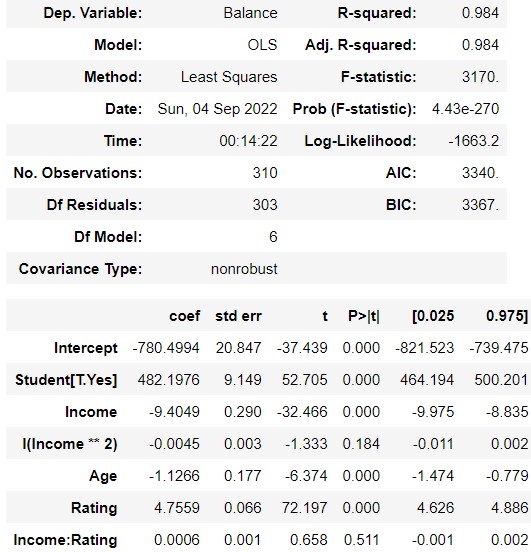 Dep. Variable: Balance R-squared: 0.984
Model: OLS Adj. R-squared: 0.984
Method: Least Squares F-statistic: 3170.
Date: Sun, 04 Sep 2022 Prob (F-statistic): 4.43e-270
Time: 00:14:22 Log-Likelihood: -1663.2
No. Observations: 310 AIC: 3340.
Df Residuals: 303 BIC: 3367.
Df Model: 6
Covariance Type: nonrobust
coef std err t P>|t| [0.025 0.975]
Intercept -780.4994 20.847 -37.439 0.000 -821.523 -739.475
Student[T.Yes] 482.1976 9.149 52.705 0.000 464.194 500.201
Income -9.4049 0.290 -32.466 0.000 -9.975 -8.835
I(Income ** 2) -0.0045 0.003 -1.333 0.184 -0.011 0.002
Age -1.1266 0.177 -6.374 0.000 -1.474 -0.779
Rating 4.7559 0.066 72.197 0.000 4.626 4.886
Income:Rating 0.0006 0.001 0.658 0.511 -0.001 0.002